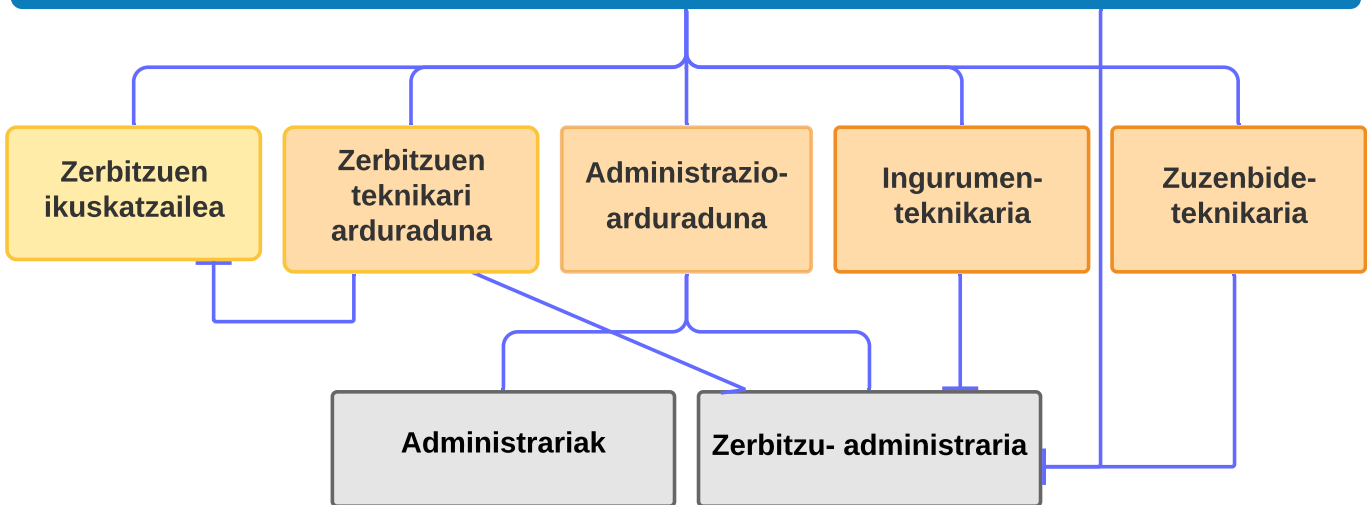 Zerbitzuen
ikuskatzailea
Zerbitzuen
teknikari
arduraduna
Administrazio-
arduraduna
Ingurumen-
teknikaria
Zuzenbide-
teknikaria
Administrariak
Zerbitzu- administraria